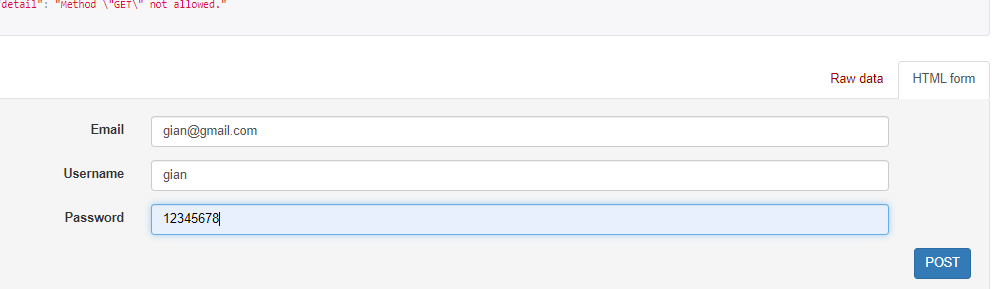 "detail": "Method \"GET\" not allowed."
Raw data
HTML form
Email
gian@gmail.com
Username
gian
Password
12345678
POST